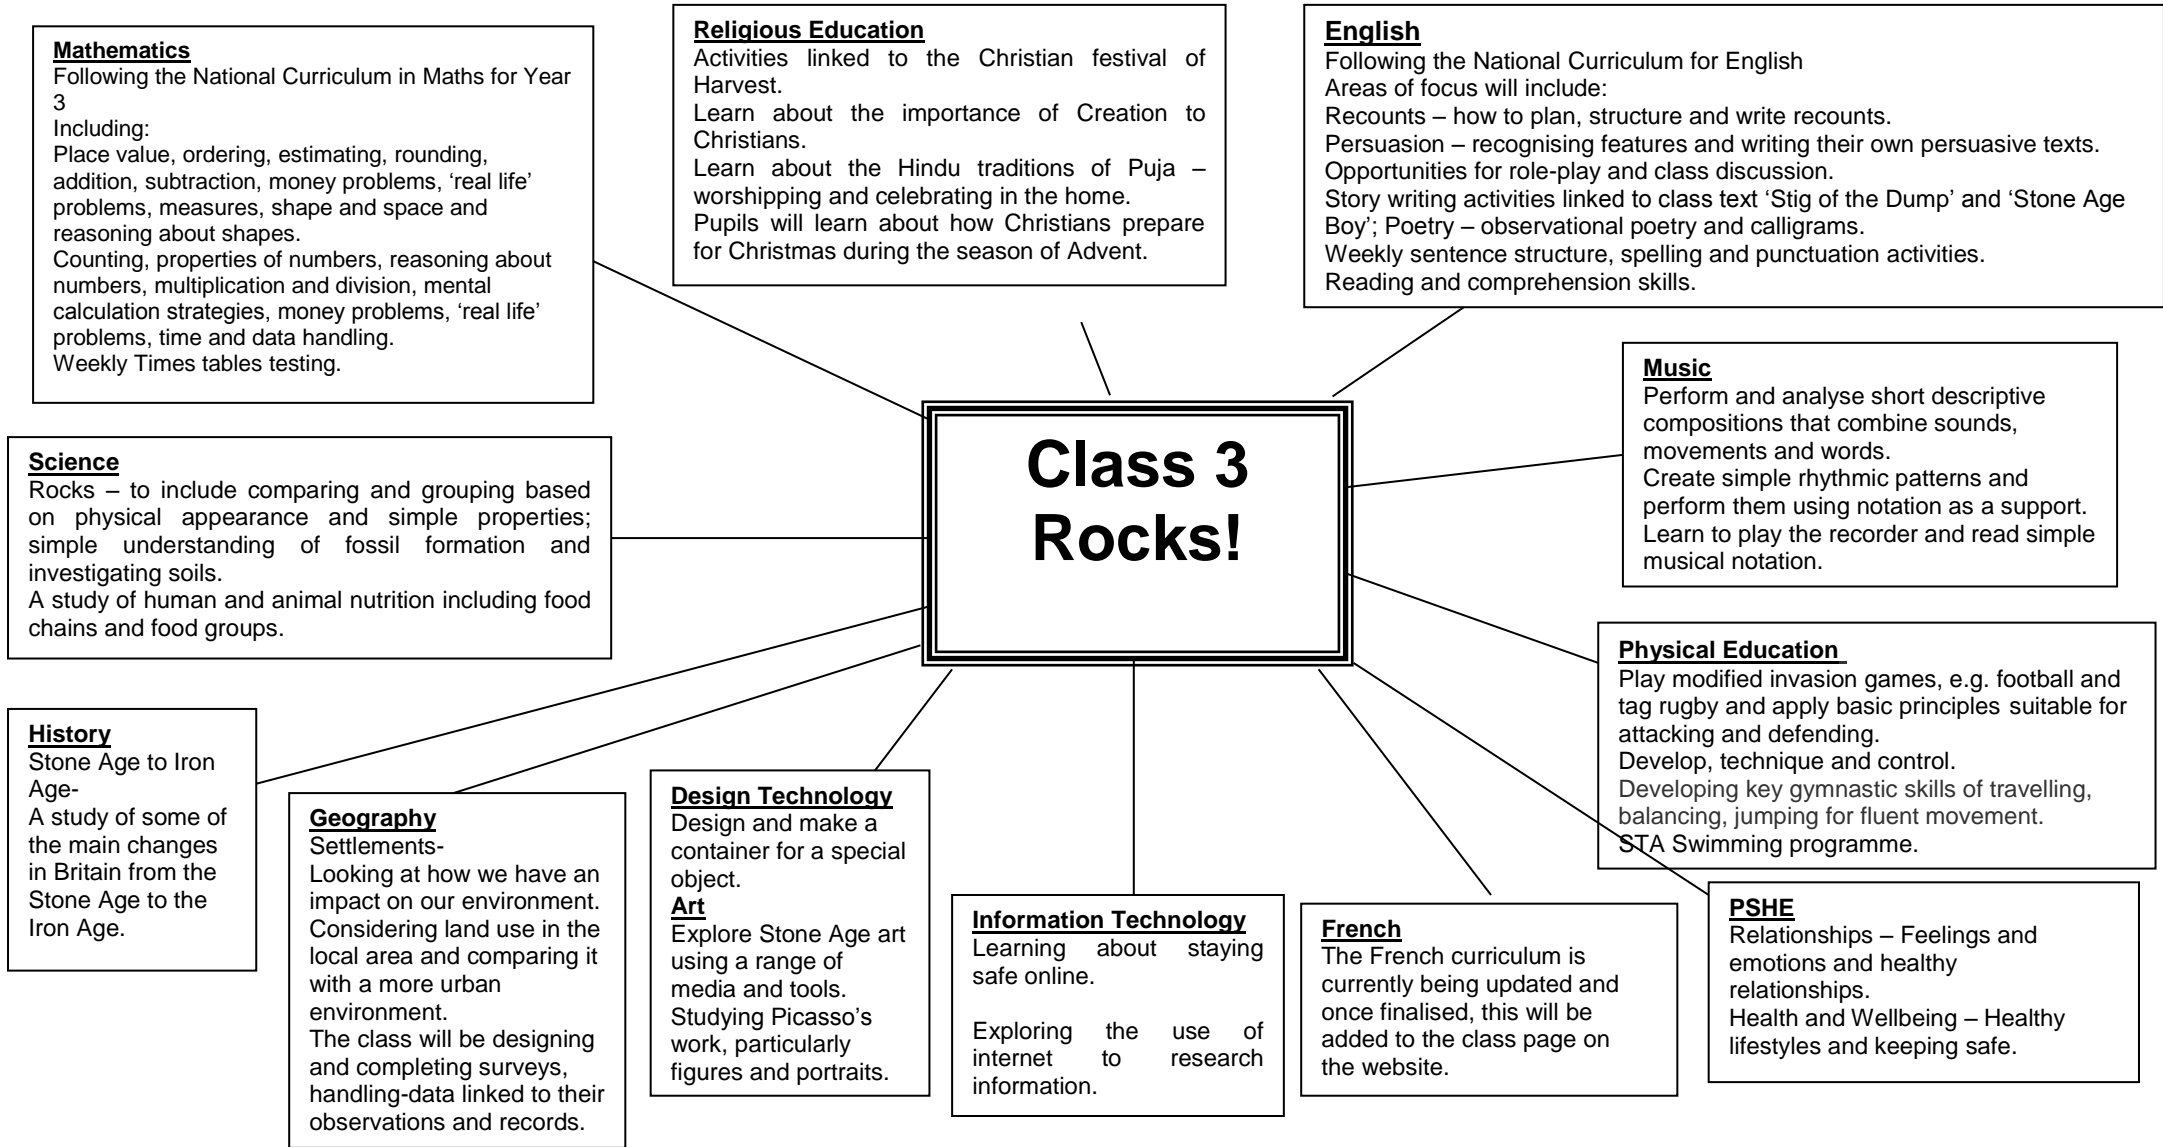 Mathematics
Following the National Curriculum in Maths for Year
3
Including:
Place value, ordering, estimating, rounding,
addition, subtraction, money problems, ‘real life’
problems, measures, shape and space and
reasoning about shapes.
Counting, properties of numbers, reasoning about
numbers, multiplication and division, mental
calculation strategies, money problems, ‘real life’
problems, time and data handling.
Weekly Times tables testing.
Religious Education
Activities linked to the Christian festival of
Harvest.
Learn about the importance of Creation to
Christians.
Learn about the Hindu traditions of Puja –
worshipping and celebrating in the home.
Pupils will learn about how Christians prepare
for Christmas during the season of Advent.
English
Following the National Curriculum for English
Areas of focus will include:
Recounts – how to plan, structure and write recounts.
Persuasion – recognising features and writing their own persuasive texts.
Opportunities for role-play and class discussion.
Story writing activities linked to class text ‘Stig of the Dump’ and ‘Stone Age
Boy’; Poetry – observational poetry and calligrams.
Weekly sentence structure, spelling and punctuation activities.
Reading and comprehension skills.
Class 3
Rocks!
Music
Perform and analyse short descriptive
compositions that combine sounds,
movements and words.
Create simple rhythmic patterns and
perform them using notation as a support.
Learn to play the recorder and read simple
musical notation.
Science
Rocks – to include comparing and grouping based
on physical appearance and simple properties;
simple understanding of fossil formation and
investigating soils.
A study of human and animal nutrition including food
chains and food groups.
Physical Education
Play modified invasion games, e.g. football and
tag rugby and apply basic principles suitable for
attacking and defending.
Develop, technique and control.
Developing key gymnastic skills of travelling,
balancing, jumping for fluent movement.
STA Swimming programme.
History
Stone Age to Iron
Age-
A study of some of
the main changes
in Britain from the
Stone Age to the
Iron Age.
Geography
Settlements-
Looking at how we have an
impact on our environment.
Considering land use in the
local area and comparing it
with a more urban
environment.
The class will be designing
and completing surveys,
handling-data linked to their
observations and records.
Design Technology
Design and make a
container for a special
object.
Art
Explore Stone Age art
using a range of
media and tools.
Studying Picasso’s
work, particularly
figures and portraits.
Information Technology
Learning about staying
safe online.
Exploring the use of
internet to research
information.
French
The French curriculum is
currently being updated and
once finalised, this will be
added to the class page on
the website.
PSHE
Relationships – Feelings and
emotions and healthy
relationships.
Health and Wellbeing – Healthy
lifestyles and keeping safe.